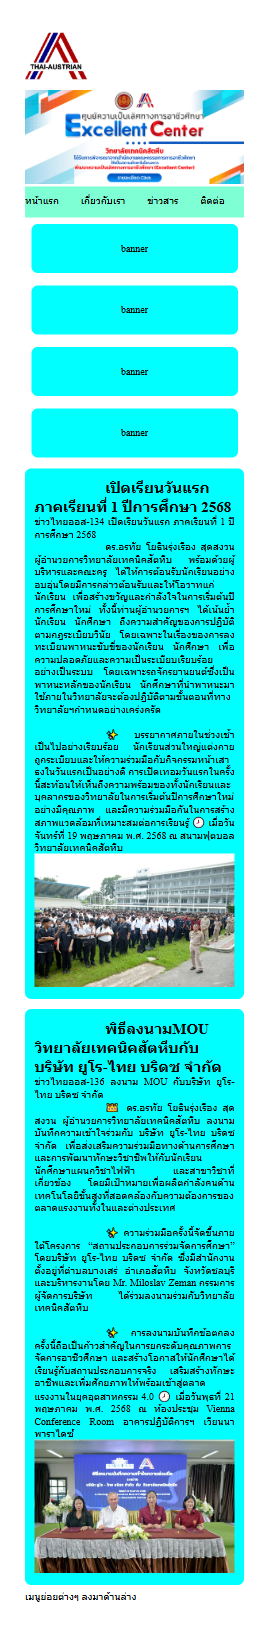 THAI-AUSTRIAN
ศูนย์ความเป็นเลิศทางการอาชีวศึกษา
Excellent Center
วิทยาลัยเทคนิคสัตหีบ
หน้าแรก เกี่ยวกับเรา ข่าวสาร ติดต่อ
banner
banner
banner
banner
เปิดเรียนวันแรก
ภาคเรียนที่ 1 ปีการศึกษา 2568
ข่าวไทยออส-134 เปิดเรียนวันแรก ภาคเรียนที่ 1 ปี
การศึกษา 2568
ดร.อรทัย โยธินรุ่งเรือง สุดสงวน
ผู้อำนวยการวิทยาลัยเทคนิคสัตหีบ พร้อมด้วยผู้
บริหารและคณะครู ได้ให้การต้อนรับนักเรียนอย่าง
อบอุ่นโดยมีการกล่าวต้อนรับและให้โอวาทแก่
นักเรียน เพื่อสร้างขวัญและกำลังใจในการเริ่มต้นปี
การศึกษาใหม่ ทั้งนี้ท่านผู้อำนวยการฯ ได้เน้นย้ำ
นักเรียน นักศึกษา ถึงความสำคัญของการปฏิบัติ
ตามกฎระเบียบวินัย โดยเฉพาะในเรื่องของการลง
ทะเบียนพาหนะขับขี่ของนักเรียน นักศึกษา เพื่อ
ความปลอดภัยและความเป็นระเบียบเรียบร้อย
อย่างเป็นระบบ โดยเฉพาะรถจักรยานยนต์ซึ่งเป็น
พาหนะหลักของนักเรียน นักศึกษาที่นำพาหนะมา
ใช้ภายในวิทยาลัยจะต้องปฏิบัติตามขั้นตอนที่ทาง
วิทยาลัยฯกำหนดอย่างเคร่งครัด
บรรยากาศภายในช่วงเช้า
เป็นไปอย่างเรียบร้อย นักเรียนส่วนใหญ่แต่งกาย
ถูกระเบียบและให้ความร่วมมือกับกิจกรรมหน้าเสา
ธงในวันแรกเป็นอย่างดี การเปิดเทอมวันแรกในครั้ง
นี้สะท้อนให้เห็นถึงความพร้อมของทั้งนักเรียนและ
บุคลากรของวิทยาลัยในการเริ่มต้นปีการศึกษาใหม่
อย่างมีคุณภาพ และมีความร่วมมือกันในการสร้าง
สภาพแวดล้อมที่เหมาะสมต่อการเรียนรู้ เมื่อวัน
จันทร์ที่ 19 พฤษภาคม พ.ศ. 2568 ณ สนามฟุตบอล
วิทยาลัยเทคนิคสัตหีบ
พิธีลงนามMOU
วิทยาลัยเทคนิคสัตหีบกับ
บริษัท ยูโร-ไทย บริดซ จำกัด
ข่าวไทยออส-136 ลงนาม MOU กับบริษัท ยูโร-
ไทย บริดซ จำกัด
ดร.อรทัย โยธินรุ่งเรือง สุด
สงวน ผู้อำนวยการวิทยาลัยเทคนิคสัตหีบ ลงนาม
บันทึกความเข้าใจร่วมกับ บริษัท ยูโร-ไทย บริดซ
จำกัด เพื่อส่งเสริมความร่วมมือทางด้านการศึกษา
และการพัฒนาทักษะวิชาชีพให้กับนักเรียน
นักศึกษาแผนกวิชาไฟฟ้า และสาขาวิชาที่
เกี่ยวข้อง โดยมีเป้าหมายเพื่อผลิตกำลังคนด้าน
เทคโนโลยีขั้นสูงที่สอดคล้องกับความต้องการของ
ตลาดแรงงานทั้งในและต่างประเทศ
ความร่วมมือครั้งนี้จัดขึ้นภาย
ใต้โครงการ “สถานประกอบการร่วมจัดการศึกษา”
โดยบริษัท ยูโร-ไทย บริดซ จำกัด ซึ่งมีสำนักงาน
ตั้งอยู่ที่ตำบลบางเสร่ อำเภอสัตหีบ จังหวัดชลบุรี
และบริหารงานโดย Mr. Miloslav Zeman กรรมการ
ผู้จัดการบริษัท ได้ร่วมลงนามร่วมกับวิทยาลัย
เทคนิคสัตหีบ
การลงนามบันทึกข้อตกลง
ครั้งนี้ถือเป็นก้าวสำคัญในการยกระดับคุณภาพการ
จัดการอาชีวศึกษา และสร้างโอกาสให้นักศึกษาได้
เรียนรู้กับสถานประกอบการจริง เสริมสร้างทักษะ
อาชีพและเพิ่มศักยภาพให้พร้อมเข้าสู่ตลาด
แรงงานในยุคอุตสาหกรรม 4.0 เมื่อวันพุธที่ 21
พฤษภาคม พ.ศ. 2568 ณ ห้องประชุม Vienna
Conference Room อาคารปฏิบัติการฯ เวียนนา
พาราไดซ์
เมนูย่อยต่างๆ ลงมาด้านล่าง